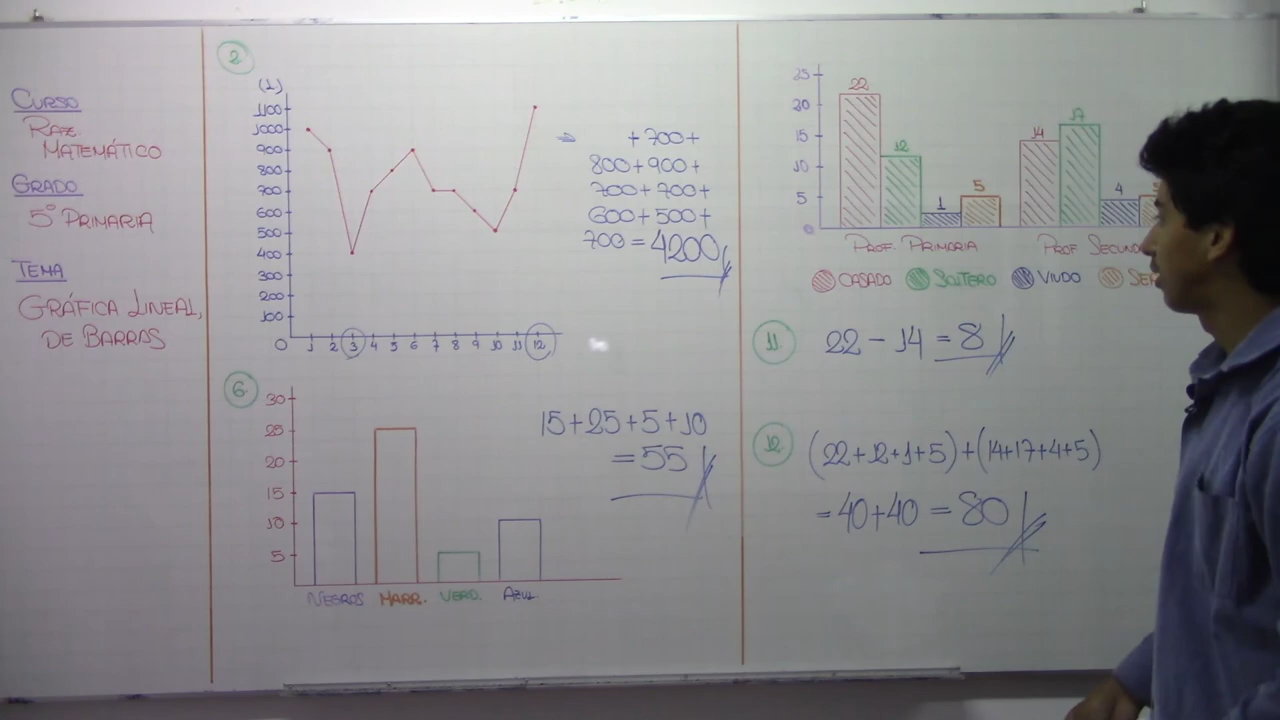 CURSO
RAZ.
MATEMÁTICO
GRADO
5° PRIMARIA
TEMA
GRÁFICA LINEAL,
DE BARRAS
2
(L)
1100
1000
900
800
700
600
500
400
300
200
100
0 1 2 3 4 5 6 7 8 9 10 11 12
⇒ +700+
800+900+
700+700+
600+500+
700 = 4200
6
30
25
20
15
10
5
NEGROS MARR. VERD. AZUL
15+25+5+10
= 55
25
20
15
10
5
0
22 12 1 5 14 17 4 5
PROF. PRIMARIA PROF SECUND
CASADO SOLTERO VIUDO SEP
11
22 - 14 = 8
12
(22+12+1+5)+(14+17+4+5)
= 40+40 = 80